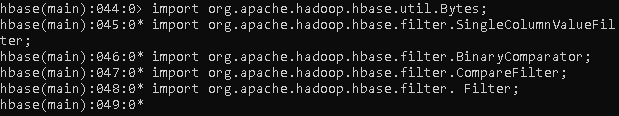 hbase(main):044:0> import org.apache.hadoop.hbase.util.Bytes;
hbase(main):045:0* import org.apache.hadoop.hbase.filter.SingleColumnValueFil
ter;
hbase(main):046:0* import org.apache.hadoop.hbase.filter.BinaryComparator;
hbase(main):047:0* import org.apache.hadoop.hbase.filter.CompareFilter;
hbase(main):048:0* import org.apache.hadoop.hbase.filter. Filter;
hbase(main):049:0*